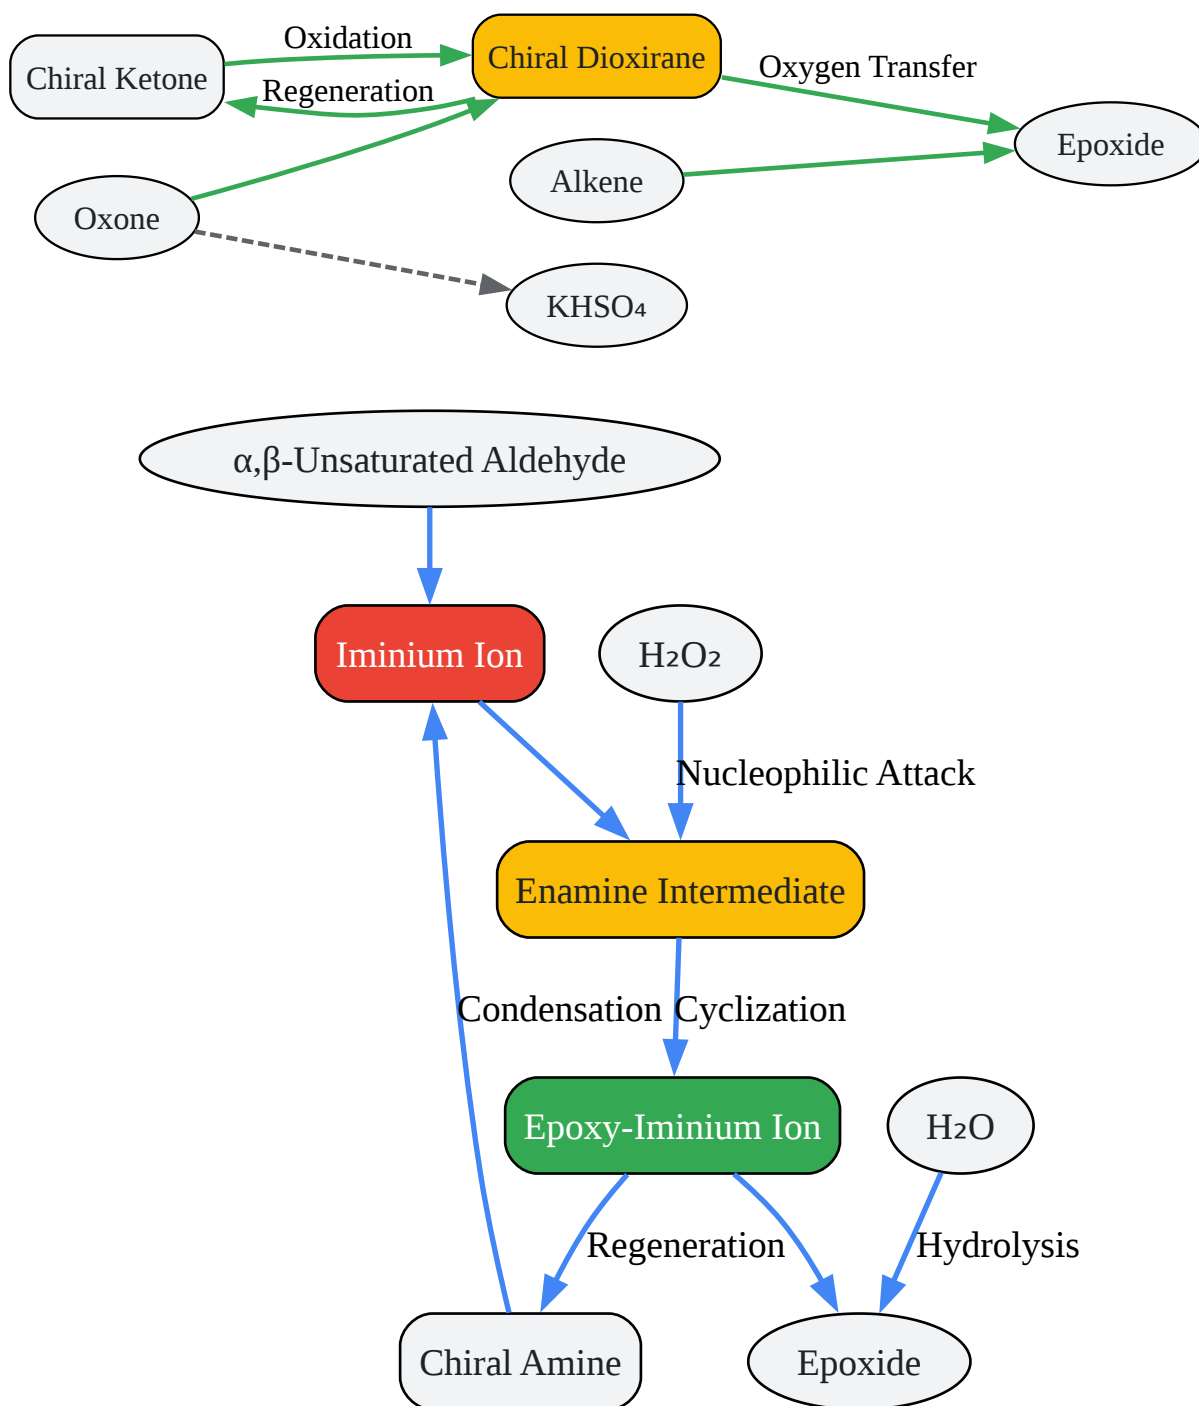 Oxidation
Chiral Ketone
Chiral Dioxirane
Regeneration
Oxygen Transfer
Epoxide
Alkene
Oxone
KHSO₄
α,β-Unsaturated Aldehyde
Iminium Ion
H₂O₂
Nucleophilic Attack
Enamine Intermediate
Condensation
Cyclization
Epoxy-Iminium Ion
H₂O
Regeneration
Hydrolysis
Chiral Amine
Epoxide